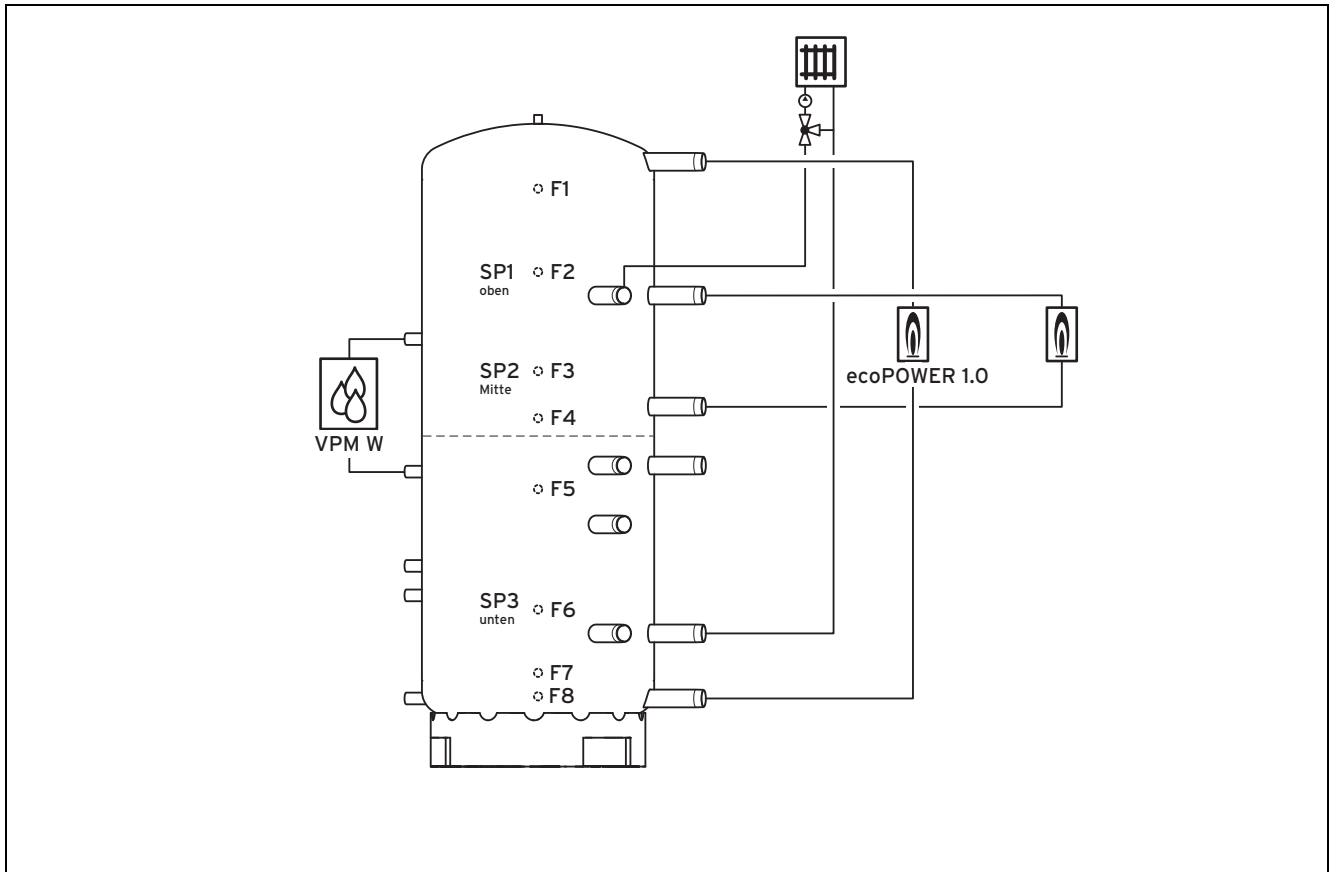 F1
SP1 F2
oben
SP2 F3
Mitte
ecoPOWER 1.0
F4
VPM W
F5
SP3 F6
unten
F7
F8